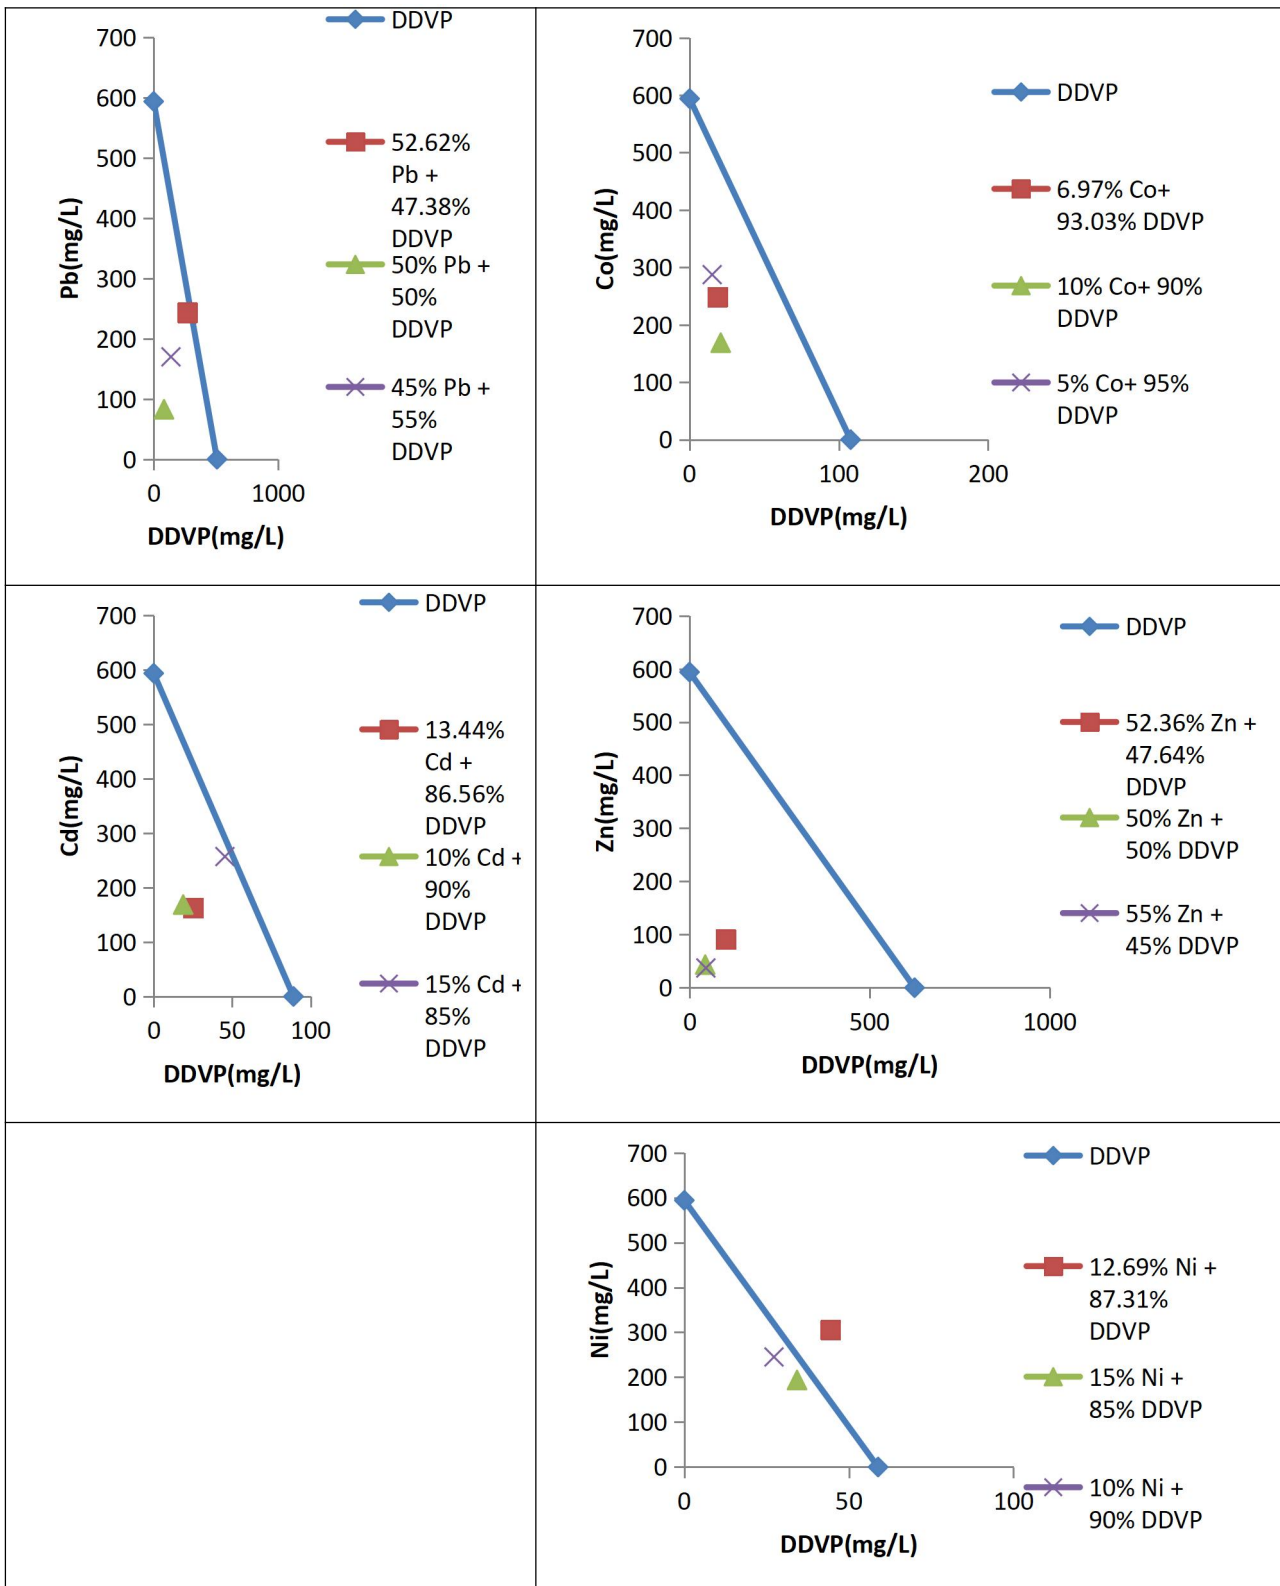 DDVP
700
600
500
400
300
200
100
0
0
1000
Pb(mg/L)
DDVP(mg/L)
52.62%
Pb +
47.38%
DDVP
50% Pb +
50%
DDVP
45% Pb +
55%
DDVP
700
600
500
400
300
200
100
0
0
100
200
Co(mg/L)
DDVP(mg/L)
DDVP
6.97% Co+
93.03% DDVP
10% Co+ 90%
DDVP
5% Co+ 95%
DDVP
700
600
500
400
300
200
100
0
0
50
100
Cd(mg/L)
DDVP(mg/L)
DDVP
13.44%
Cd +
86.56%
DDVP
10% Cd +
90%
DDVP
15% Cd +
85%
DDVP
700
600
500
400
300
200
100
0
0
500
1000
Zn(mg/L)
DDVP(mg/L)
DDVP
52.36% Zn +
47.64%
DDVP
50% Zn +
50% DDVP
55% Zn +
45% DDVP
700
600
500
400
300
200
100
0
0
50
100
Ni(mg/L)
DDVP(mg/L)
DDVP
12.69% Ni +
87.31%
DDVP
15% Ni +
85% DDVP
10% Ni +
90% DDVP